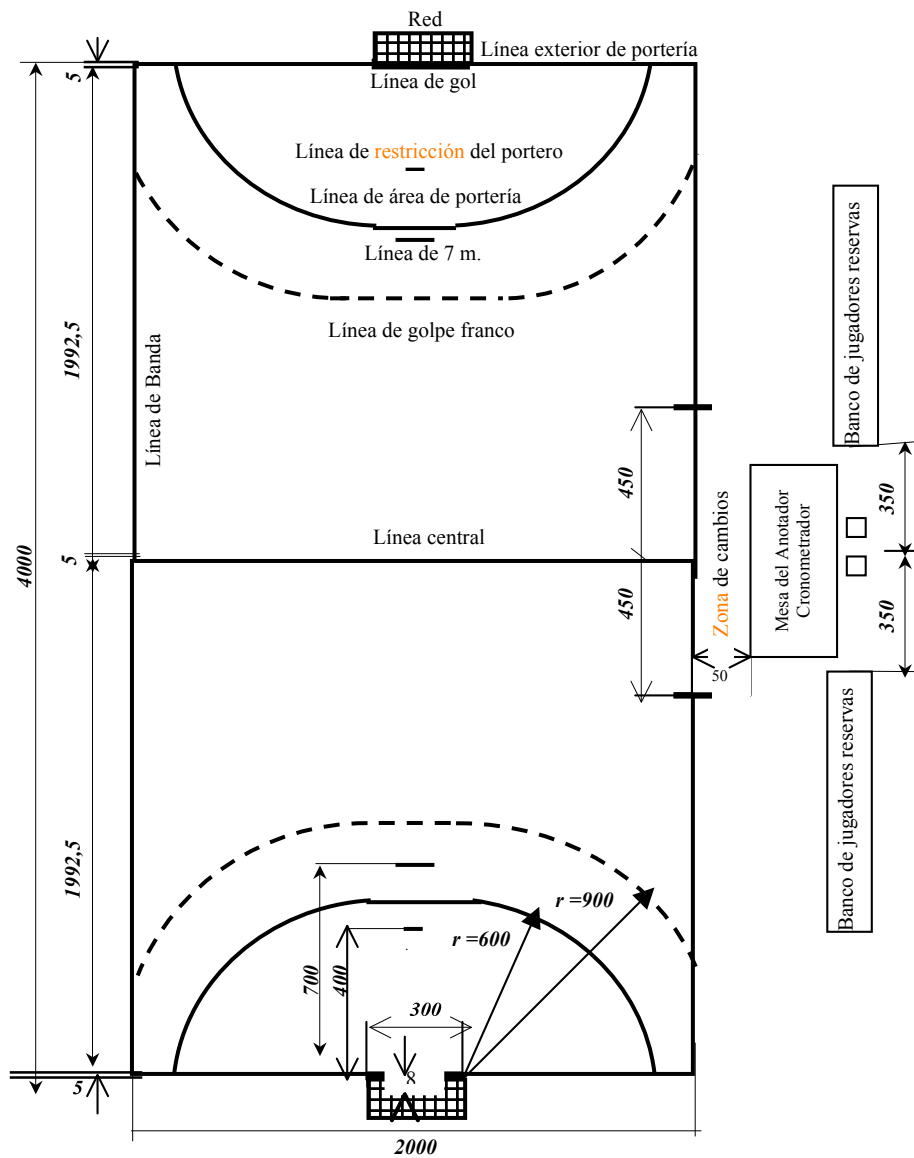 Red
Línea exterior de portería
5
Línea de gol
Línea de restricción del portero
Línea de área de portería
Línea de 7 m.
Línea de golpe franco
1992,5
Línea de Banda
Banco de jugadores reservas
450
350
4000
5
Línea central
Zona de cambios
Mesa del Anotador
Cronometrador
450
350
50
Banco de jugadores reservas
1992,5
r =900
r =600
700
400
300
8
5
2000